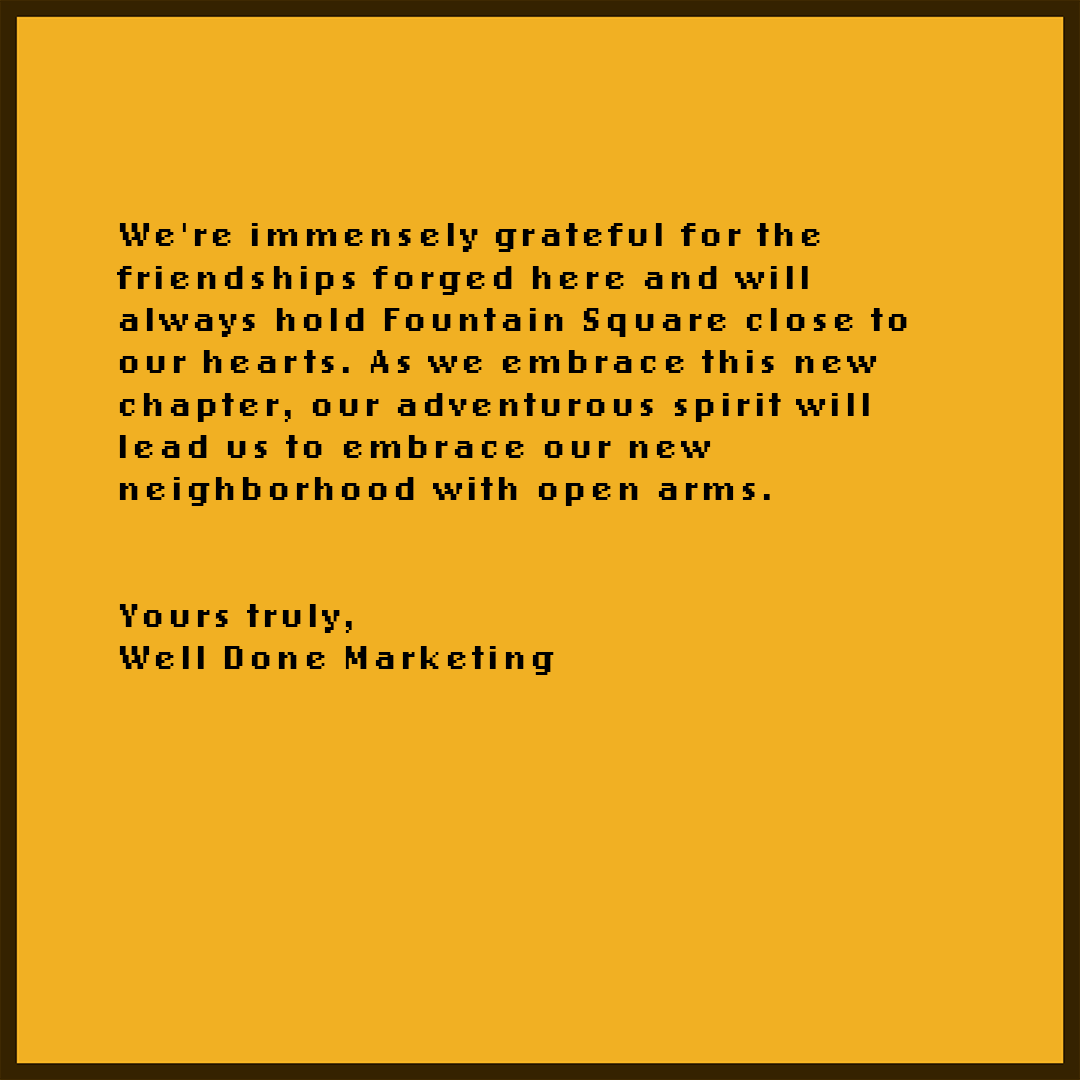 We're immensely grateful for the
friendships forged here and will
always hold Fountain Square close to
our hearts. As we embrace this new
chapter, our adventurous spirit will
lead us to embrace our new
neighborhood with open arms.
Yours truly,
Well Done Marketing